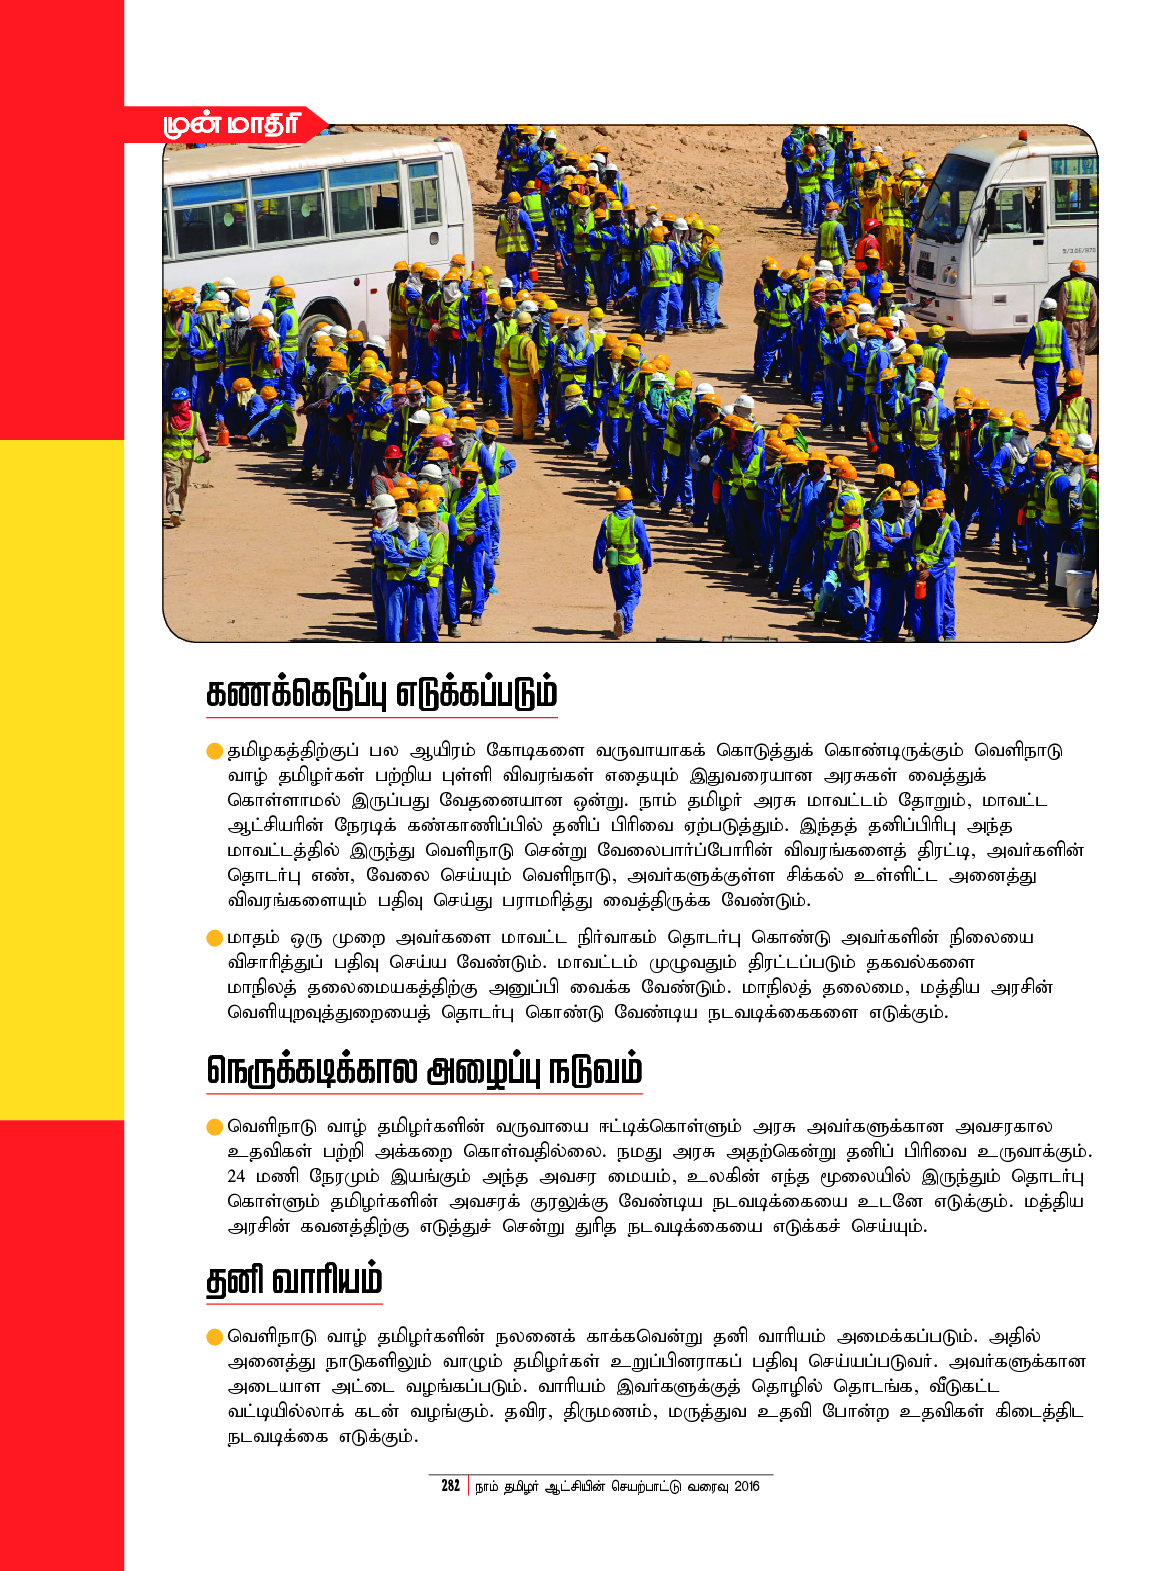 முன் மாதிரி
கணக்கெடுப்பு எடுக்கப்படும்
தமிழகத்திற்குப் பல ஆயிரம் கோடிகளை வருவாயாகக் கொடுத்துக் கொண்டிருக்கும் வெளிநாடு
வாழ் தமிழர்கள் பற்றிய புள்ளி விவரங்கள் எதையும் இதுவரையான அரசுகள் வைத்துக்
கொள்ளாமல் இருப்பது வேதனையான ஒன்று. நாம் தமிழர் அரசு மாவட்டம் தோறும், மாவட்ட
ஆட்சியரின் நேரடிக் கண்காணிப்பில் தனிப் பிரிவை ஏற்படுத்தும். இந்தத் தனிப்பிரிபு அந்த
மாவட்டத்தில் இருந்து வெளிநாடு சென்று வேலைபார்ப்போரின் விவரங்களைத் திரட்டி, அவர்களின்
தொடர்பு எண், வேலை செய்யும் வெளிநாடு, அவர்களுக்குள்ள சிக்கல் உள்ளிட்ட அனைத்து
விவரங்களையும் பதிவு செய்து பராமரித்து வைத்திருக்க வேண்டும்.
மாதம் ஒரு முறை அவர்களை மாவட்ட நிர்வாகம் தொடர்பு கொண்டு அவர்களின் நிலையை
விசாரித்துப் பதிவு செய்ய வேண்டும். மாவட்டம் முழுவதும் திரட்டப்படும் தகவல்களை
மாநிலத் தலைமையகத்திற்கு அனுப்பி வைக்க வேண்டும். மாநிலத் தலைமை, மத்திய அரசின்
வெளியுறவுத்துறையைத் தொடர்பு கொண்டு வேண்டிய நடவடிக்கைகளை எடுக்கும்.
நெருக்கடிக்கால அழைப்பு நடுவம்
வெளிநாடு வாழ் தமிழர்களின் வருவாயை ஈட்டிக்கொள்ளும் அரசு அவர்களுக்கான அவசரகால
உதவிகள் பற்றி அக்கறை கொள்வதில்லை. நமது அரசு அதற்கென்று தனிப் பிரிவை உருவாக்கும்.
24 மணி நேரமும் இயங்கும் அந்த அவசர மையம், உலகின் எந்த மூலையில் இருந்தும் தொடர்பு
கொள்ளும் தமிழர்களின் அவசரக் குரலுக்கு வேண்டிய நடவடிக்கையை உடனே எடுக்கும். மத்திய
அரசின் கவனத்திற்கு எடுத்துச் சென்று துரித நடவடிக்கையை எடுக்கச் செய்யும்.
தனி வாரியம்
வெளிநாடு வாழ் தமிழர்களின் நலனைக் காக்கவென்று தனி வாரியம் அமைக்கப்படும். அதில்
அனைத்து நாடுகளிலும் வாழும் தமிழர்கள் உறுப்பினராகப் பதிவு செய்யப்படுவர். அவர்களுக்கான
அடையாள அட்டை வழங்கப்படும். வாரியம் இவர்களுக்குத் தொழில் தொடங்க, வீடுகட்ட
வட்டியில்லாக் கடன் வழங்கும். தவிர, திருமணம், மருத்துவ உதவி போன்ற உதவிகள் கிடைத்திட
நடவடிக்கை எடுக்கும்.
282 நாம் தமிழர் ஆட்சியின் செயற்பாட்டு வரைவு 2016